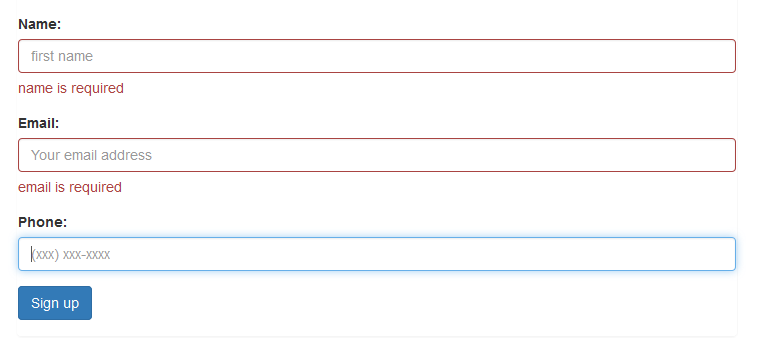 Name:
first name
name is required
Email:
Your email address
email is required
Phone:
(xxx) xxx-xxxx
Sign up